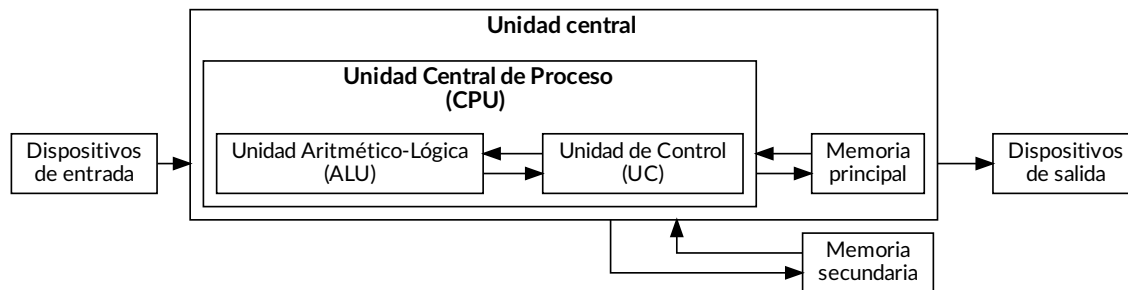 Unidad central
Unidad Central de Proceso
(CPU)
Dispositivos
de entrada
Unidad Aritmético-Lógica
(ALU)
Unidad de Control
(UC)
Memoria
principal
Dispositivos
de salida
Memoria
secundaria